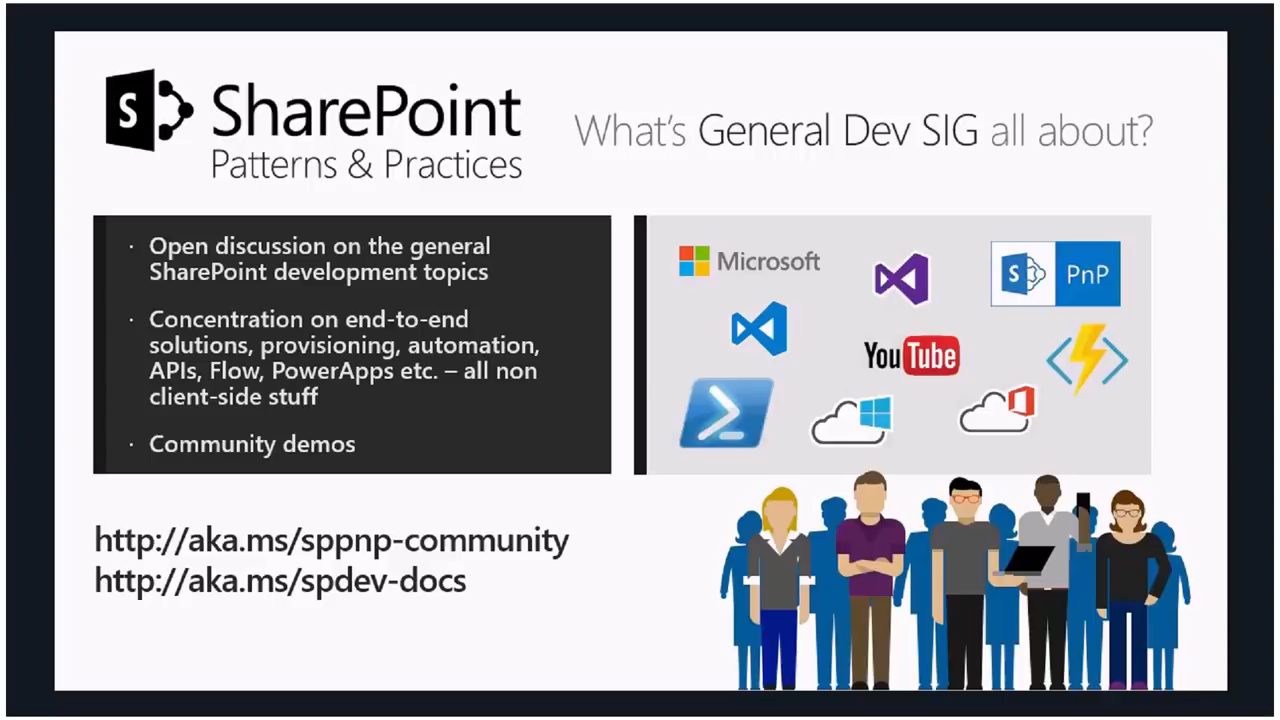 S
SharePoint
Patterns & Practices
What's General Dev SIG all about?
· Open discussion on the general
SharePoint development topics
· Concentration on end-to-end
solutions, provisioning, automation,
APIs, Flow, PowerApps etc. – all non
client-side stuff
· Community demos
Microsoft
S PnP
YouTube
http://aka.ms/sppnp-community
http://aka.ms/spdev-docs